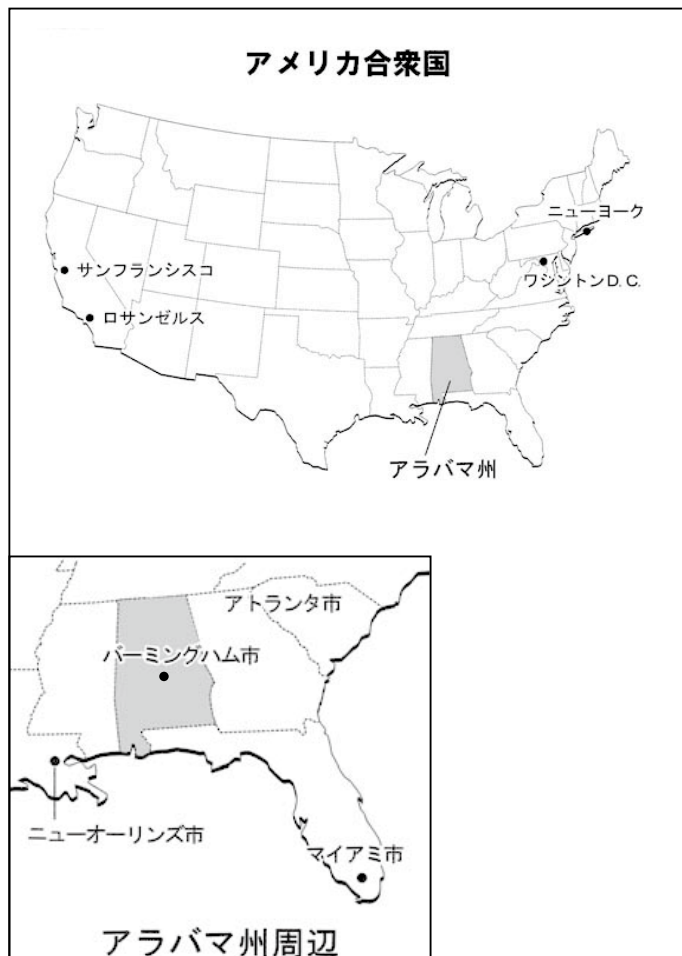 アメリカ合衆国
ニューヨーク
サンフランシスコ
ワシントンD.C.
ロサンゼルス
アラバマ州
アトランタ市
バーミングハム市
ニューオーリンズ市
マイアミ市
アラバマ州周辺